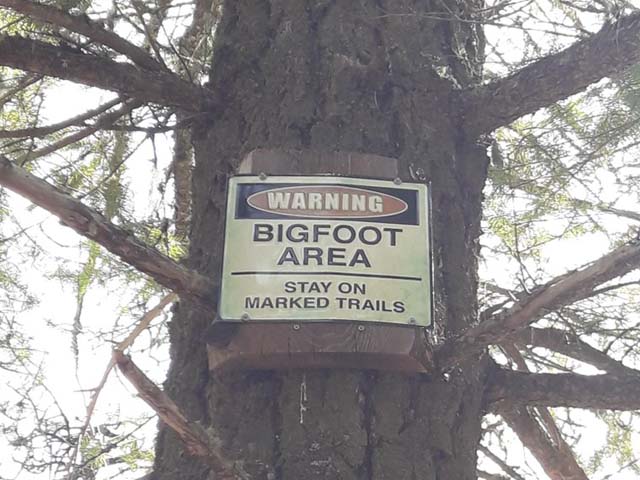 WARNING
BIGFOOT
AREA
STAY ON
MARKED TRAILS